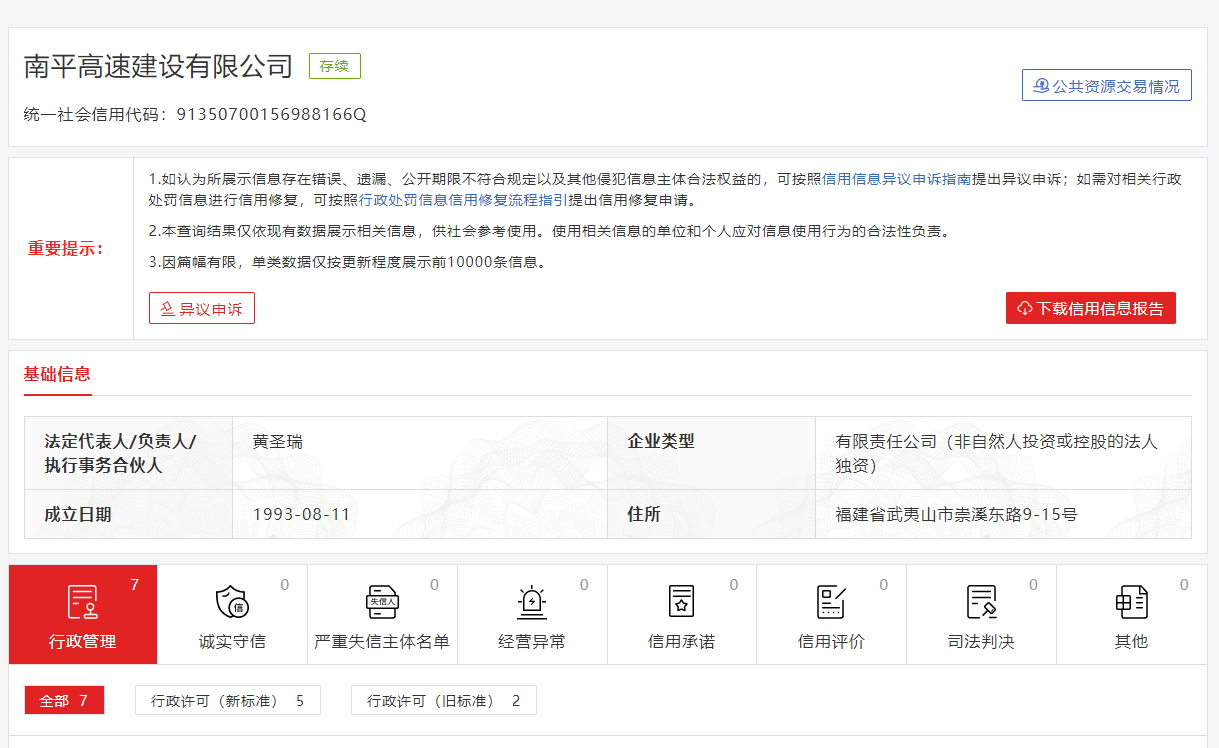 南平高速建设有限公司 存续
统一社会信用代码：91350700156988166Q
公共资源交易情况
重要提示：
1.如认为所展示信息存在错误、遗漏、公开期限不符合规定以及其他侵犯信息主体合法权益的，可按照信用信息异议申诉指南提出异议申诉；如需对相关行政
处罚信息进行信用修复，可按照行政处罚信息信用修复流程指引提出信用修复申请。
2.本查询结果仅依现有数据展示相关信息，供社会参考使用。使用相关信息的单位和个人应对信息使用行为的合法性负责。
3.因篇幅有限，单类数据仅按更新程度展示前10000条信息。
异议申诉
下载信用信息报告
基础信息
法定代表人/负责人/
执行事务合伙人
黄圣瑞
企业类型
有限责任公司（非自然人投资或控股的法人
独资）
成立日期
1993-08-11
住所
福建省武夷山市崇溪东路9-15号
7
行政管理
0
信
诚实守信
0
失信人
严重失信主体名单
0
经营异常
0
信用承诺
0
信用评价
0
司法判决
0
其他
全部 7
行政许可（新标准） 5
行政许可（旧标准） 2